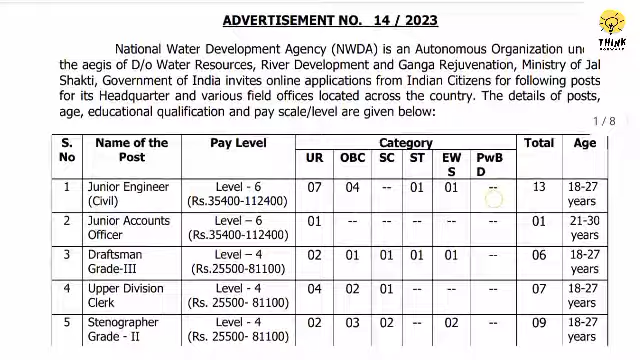 ADVERTISEMENT NO. 14 / 2023
THINK
National Water Development Agency (NWDA) is an Autonomous Organization und
the aegis of D/o Water Resources, River Development and Ganga Rejuvenation, Ministry of Jal
Shakti, Government of India invites online applications from Indian Citizens for following posts
for its Headquarter and various field offices located across the country. The details of posts,
age, educational qualification and pay scale/level are given below:
1 / 8
S. No Name of the Post Pay Level Category Total Age
UR OBC SC ST EWS PwBD
1 Junior Engineer (Civil) Level - 6 (Rs.35400-112400) 07 04 -- 01 01 -- 13 18-27 years
2 Junior Accounts Officer Level – 6 (Rs.35400-112400) 01 -- -- -- -- -- 01 21-30 years
3 Draftsman Grade-III Level – 4 (Rs.25500-81100) 02 01 01 01 01 -- 06 18-27 years
4 Upper Division Clerk Level - 4 (Rs. 25500- 81100) 04 02 01 -- -- -- 07 18-27 years
5 Stenographer Grade - II Level - 4 (Rs. 25500- 81100) 02 03 02 -- 02 -- 09 18-27 years